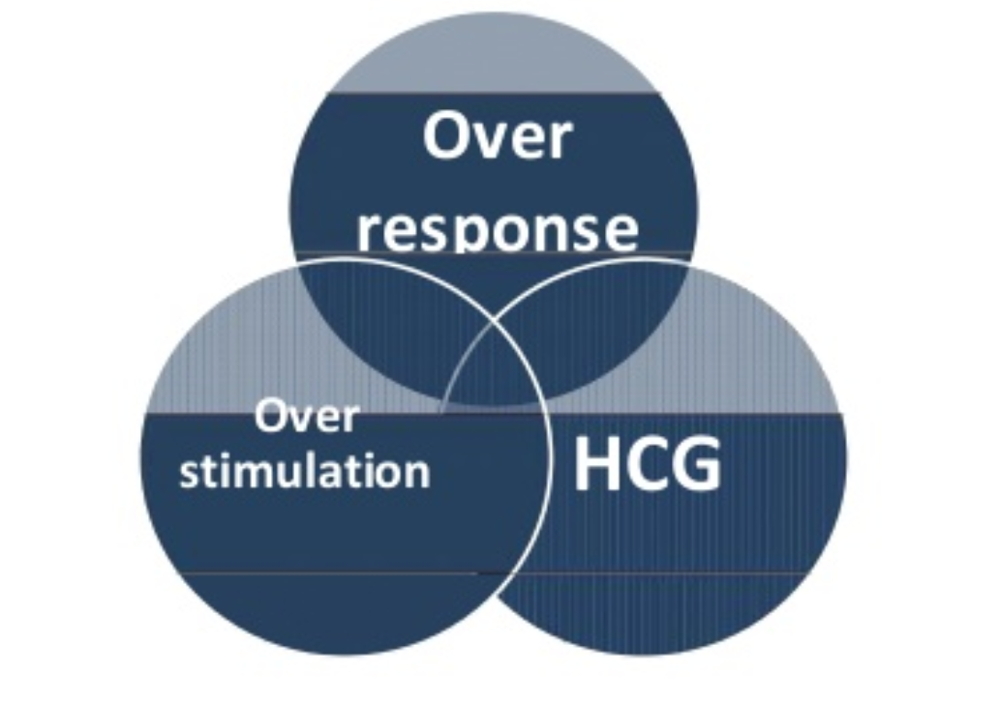 Over
response
Over
stimulation
HCG